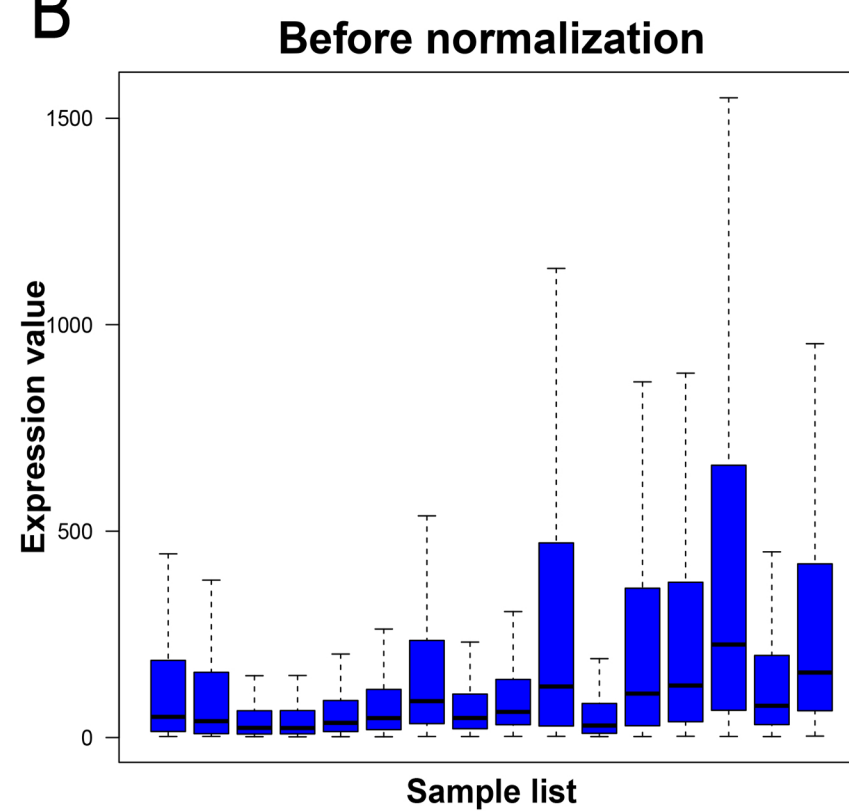 B
Before normalization
1500
1000
500
0
Expression value
Sample list